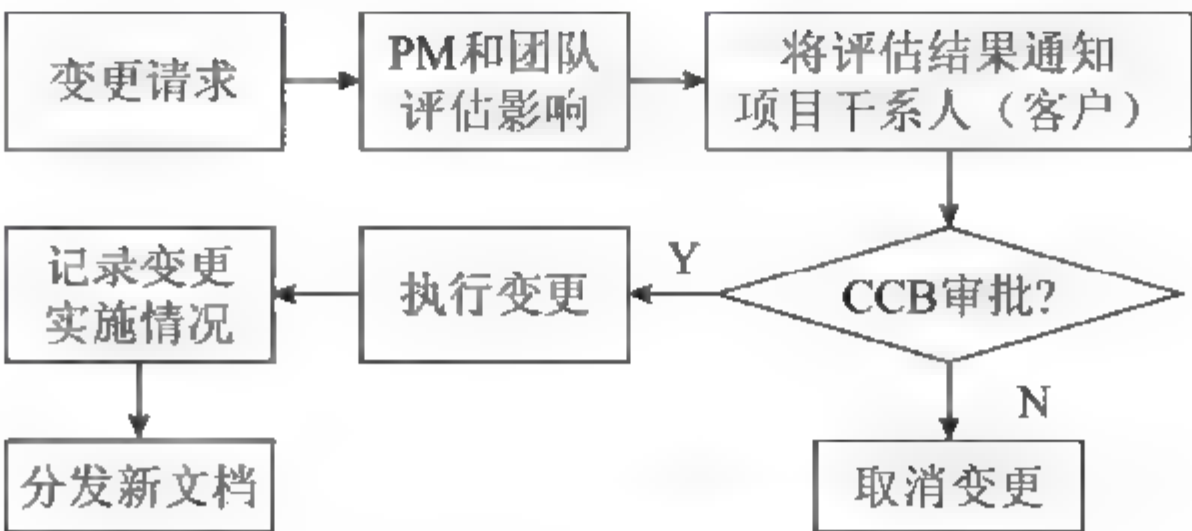 变更请求
PM和团队
评估影响
将评估结果通知
项目干系人（客户）
CCB审批?
Y
执行变更
记录变更
实施情况
分发新文档
N
取消变更